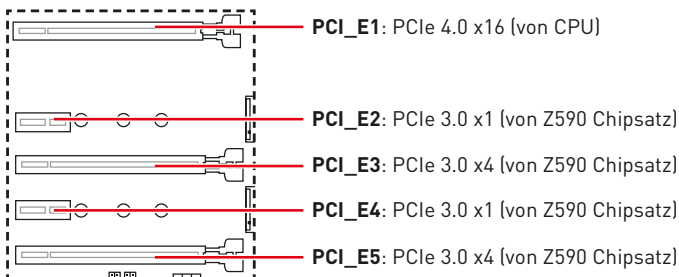 PCI_E1: PCIe 4.0 x16 (von CPU)
PCI_E2: PCIe 3.0 x1 (von Z590 Chipsatz)
PCI_E3: PCIe 3.0 x4 (von Z590 Chipsatz)
PCI_E4: PCIe 3.0 x1 (von Z590 Chipsatz)
PCI_E5: PCIe 3.0 x4 (von Z590 Chipsatz)